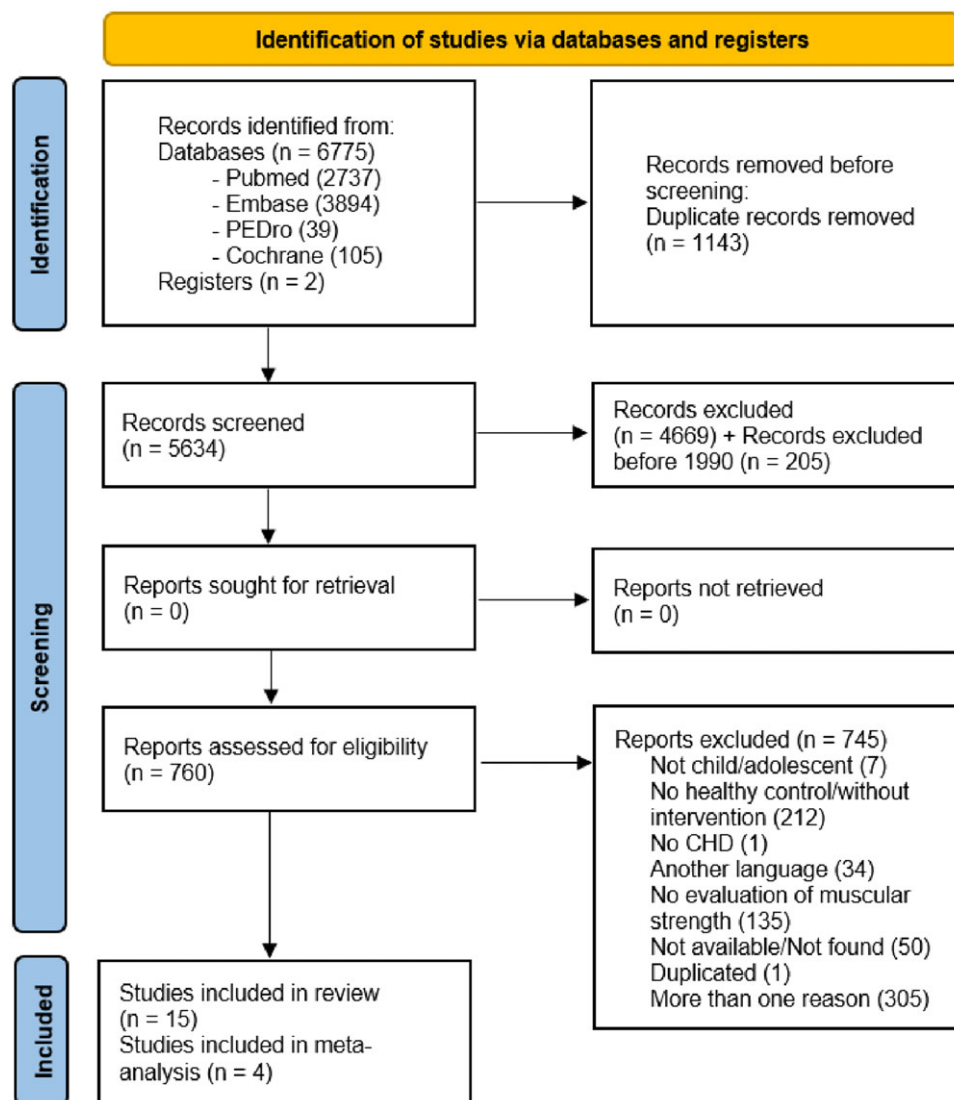 Identification of studies via databases and registers
Identification
Records identified from:
Databases (n = 6775)
- Pubmed (2737)
- Embase (3894)
- PEDro (39)
- Cochrane (105)
Registers (n = 2)
Records removed before
screening:
Duplicate records removed
(n = 1143)
Screening
Records screened
(n = 5634)
Records excluded
(n = 4669) + Records excluded
before 1990 (n = 205)
Reports sought for retrieval
(n = 0)
Reports not retrieved
(n = 0)
Reports assessed for eligibility
(n = 760)
Reports excluded (n = 745)
Not child/adolescent (7)
No healthy control/without
intervention (212)
No CHD (1)
Another language (34)
No evaluation of muscular
strength (135)
Not available/Not found (50)
Duplicated (1)
More than one reason (305)
Included
Studies included in review
(n = 15)
Studies included in meta-
analysis (n = 4)